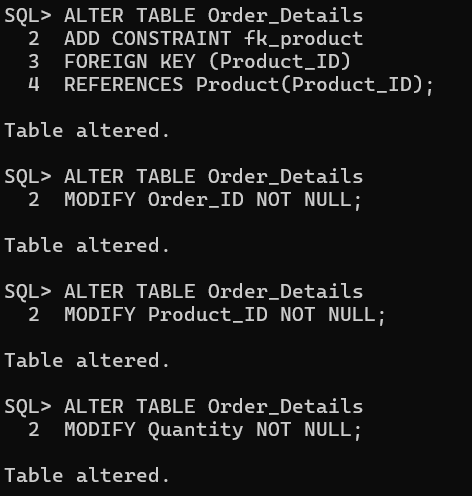 SQL> ALTER TABLE Order_Details
  2  ADD CONSTRAINT fk_product
  3  FOREIGN KEY (Product_ID)
  4  REFERENCES Product(Product_ID);
Table altered.
SQL> ALTER TABLE Order_Details
  2  MODIFY Order_ID NOT NULL;
Table altered.
SQL> ALTER TABLE Order_Details
  2  MODIFY Product_ID NOT NULL;
Table altered.
SQL> ALTER TABLE Order_Details
  2  MODIFY Quantity NOT NULL;
Table altered.